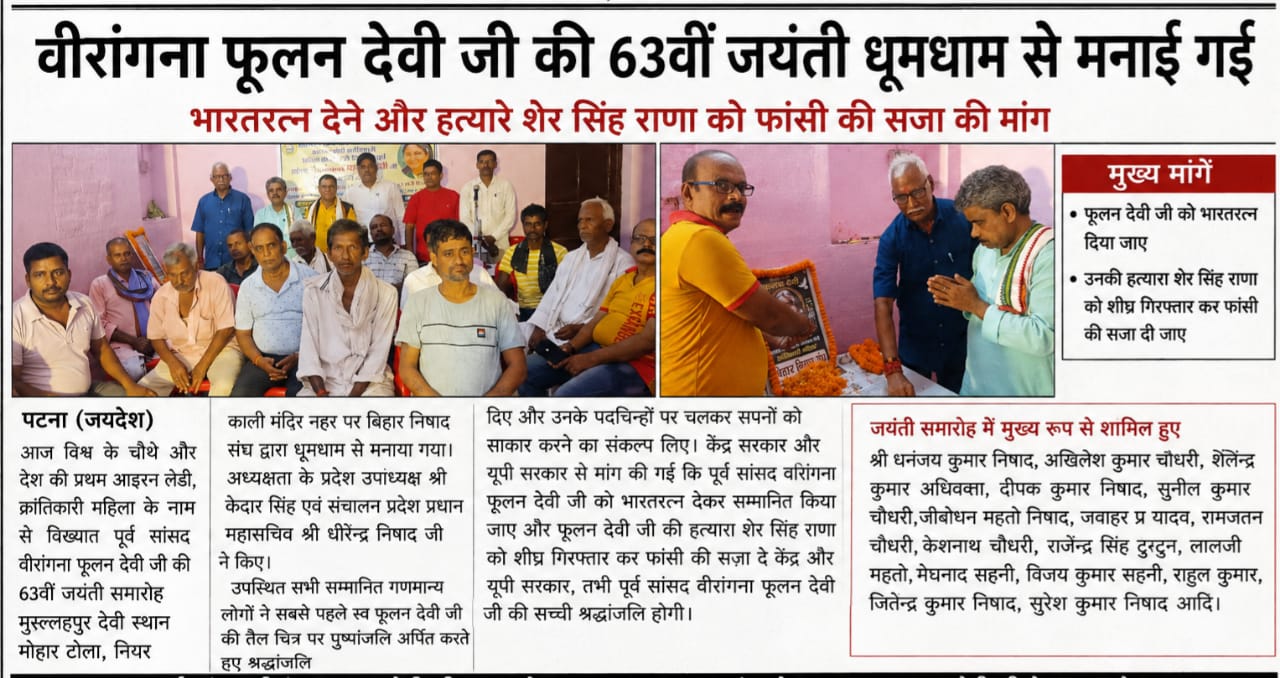 वीरांगना फूलन देवी जी की 63वीं जयंती धूमधाम से मनाई गई
भारतरत्न देने और हत्यारे शेर सिंह राणा को फांसी की सजा की मांग
मुख्य मांगें
• फूलन देवी जी को भारतरत्न
दिया जाए
• उनकी हत्यारा शेर सिंह राणा
को शीघ्र गिरफ्तार कर फांसी
की सजा दी जाए
पटना (जयदेश)
आज विश्व के चौथे और
देश की प्रथम आइरन लेडी,
क्रांतिकारी महिला के नाम
से विख्यात पूर्व सांसद
वीरांगना फूलन देवी जी की
63वीं जयंती समारोह
मुस्ल्लहपुर देवी स्थान
मोहार टोला, नियर
काली मंदिर नहर पर बिहार निषाद
संघ द्वारा धूमधाम से मनाया गया।
अध्यक्षता के प्रदेश उपांध्यक्ष श्री
केदार सिंह एवं संचालन प्रदेश प्रधान
महासचिव श्री धीरेंन्द्र निषाद जी
ने किए।
उपस्थित सभी सम्मानित गणमान्य
लोगों ने सबसे पहले स्व फूलन देवी जी
की तैल चित्र पर पुष्पांजलि अर्पित करते
हुए श्रद्धांजलि
दिए और उनके पदचिन्हों पर चलकर सपनों को
साकार करने का संकल्प लिए। केंद्र सरकार और
यूपी सरकार से मांग की गई कि पूर्व सांसद वरिांगना
फूलन देवी जी को भारतरत्न देकर सम्मानित किया
जाए और फूलन देवी जी की हत्यारा शेर सिंह राणा
को शीघ्र गिरफ्तार कर फांसी की सज़ा दे केंद्र और
यूपी सरकार, तभी पूर्व सांसद वीरांगना फूलन देवी
जी की सच्ची श्रद्धांजलि होगी।
जयंती समारोह में मुख्य रूप से शामिल हुए
श्री धनंजय कुमार निषाद, अखिलेश कुमार चौधरी, शैलेंन्द्र
कुमार अधिवक्ता, दीपक कुमार निषाद, सुनील कुमार
चौधरी,जीबोधन महतो निषाद, जवाहर प्र यादव, रामजतन
चौधरी, केशनाथ चौधरी, राजेंन्द्र सिंह टुरटुन, लालजी
महतो, मेघनाद सहनी, विजय कुमार सहनी, राहुल कुमार,
जितेन्द्र कुमार निषाद, सुरेश कुमार निषाद आदि।